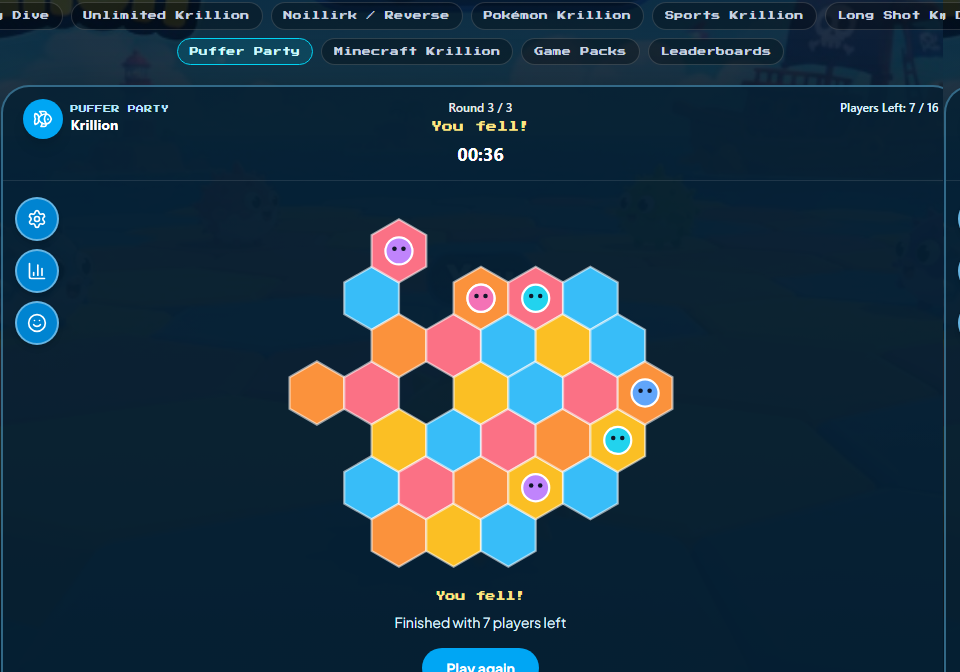 Dive
Unlimited Krillion
Noillirk / Reverse
Pokémon Krillion
Sports Krillion
Long Shot
Puffer Party
Minecraft Krillion
Game Packs
Leaderboards
PUFFER PARTY
Krillion
Round 3 / 3
You fell!
00:36
Players Left: 7 / 16
You fell!
Finished with 7 players left
Play again